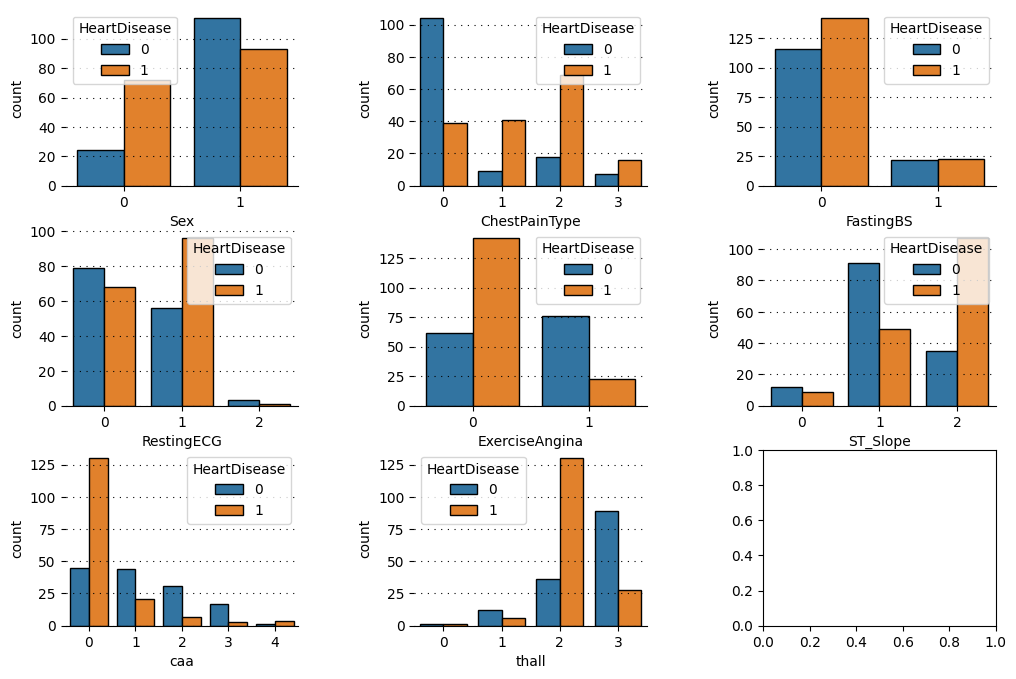 HeartDisease
0
1
count
100
80
60
40
20
0
0 1
Sex
HeartDisease
0
1
count
100
80
60
40
20
0
0 1 2 3
ChestPainType
HeartDisease
0
1
count
125
100
75
50
25
0
0 1
FastingBS
HeartDisease
0
1
count
100
80
60
40
20
0
0 1 2
RestingECG
HeartDisease
0
1
count
125
100
75
50
25
0
0 1
ExerciseAngina
HeartDisease
0
1
count
100
80
60
40
20
0
0 1 2
ST_Slope
HeartDisease
0
1
count
125
100
75
50
25
0
0 1 2 3 4
caa
HeartDisease
0
1
count
125
100
75
50
25
0
0 1 2 3
thall
1.0
0.8
0.6
0.4
0.2
0.0
0.0 0.2 0.4 0.6 0.8 1.0